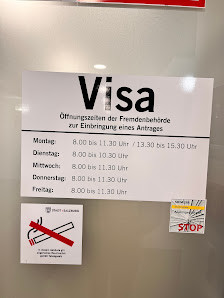 Visa
Öffnungszeiten der Fremdenbehörde
zur Einbringung eines Antrages
Montag: 8.00 bis 11.30 Uhr / 13.30 bis 15.30 Uhr
Dienstag: 8.00 bis 10.30 Uhr
Mittwoch: 8.00 bis 11.30 Uhr
Donnerstag: 8.00 bis 11.30 Uhr
Freitag: 8.00 bis 11.30 Uhr
STADT : SALZBURG
STOP